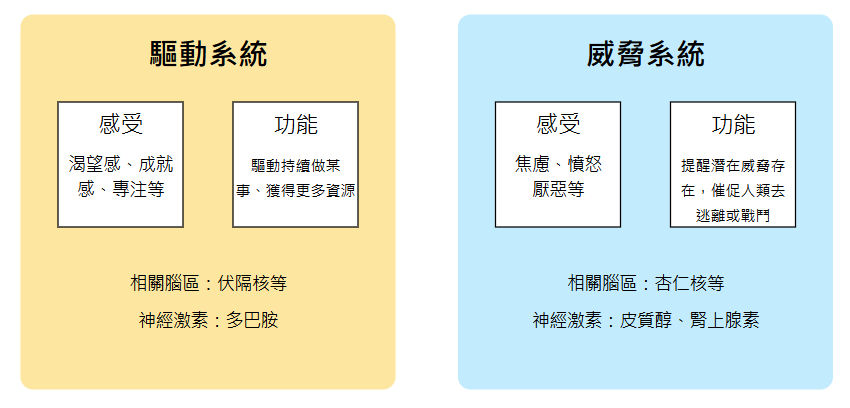 驅動系統
感受
渴望感、成就
感、專注等
功能
驅動持續做某
事、獲得更多資源
相關腦區：伏隔核等
神經激素：多巴胺
威脅系統
感受
焦慮、憤怒
厭惡等
功能
提醒潛在威脅存
在，催促人類去
逃離或戰鬥
相關腦區：杏仁核等
神經激素：皮質醇、腎上腺素